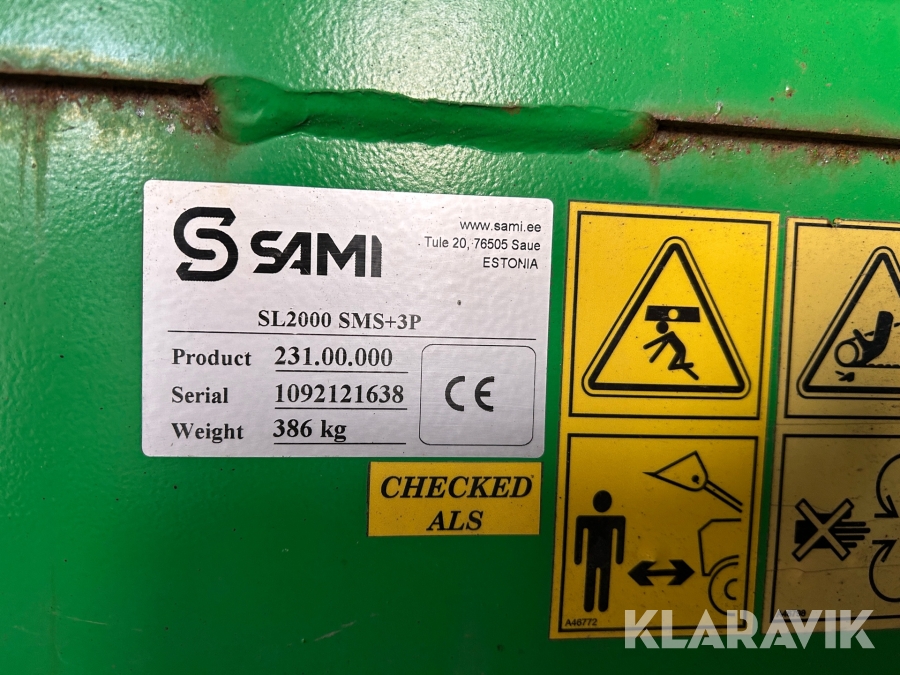 SAMI
www.sami.ee
Tule 20, 76505 Saue
ESTONIA
SL2000 SMS+3P
Product 231.00.000
Serial 1092121638
Weight 386 kg
CE
CHECKED
ALS
A46772
KLARAVIK